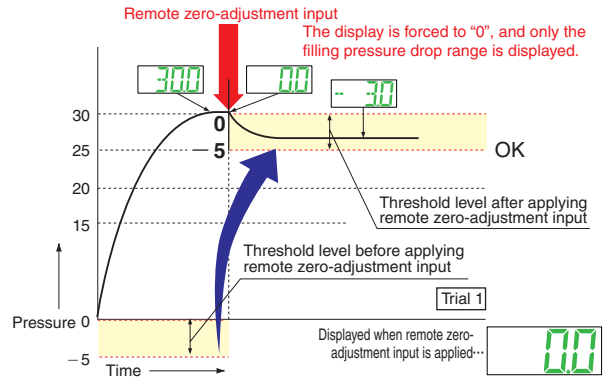 Remote zero-adjustment input
The display is forced to “0”, and only the
filling pressure drop range is displayed.
30.0
0.0
- 3.0
30
0
25
−5
OK
20
15
Threshold level after applying
remote zero-adjustment input
Threshold level before applying
remote zero-adjustment input
Trial 1
Pressure 0
Displayed when remote zero-
adjustment input is applied···
0.0
−5
Time